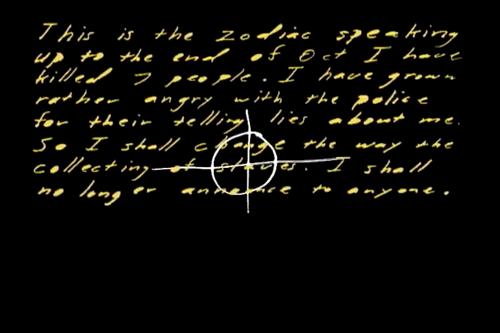 This is the zodiac speaking
up to the end of Oct I have
killed 7 people. I have grown
rather angry with the police
for their telling lies about me.
So I shall change the way the
collecting of slaves. I shall
no longer announce to anyone.